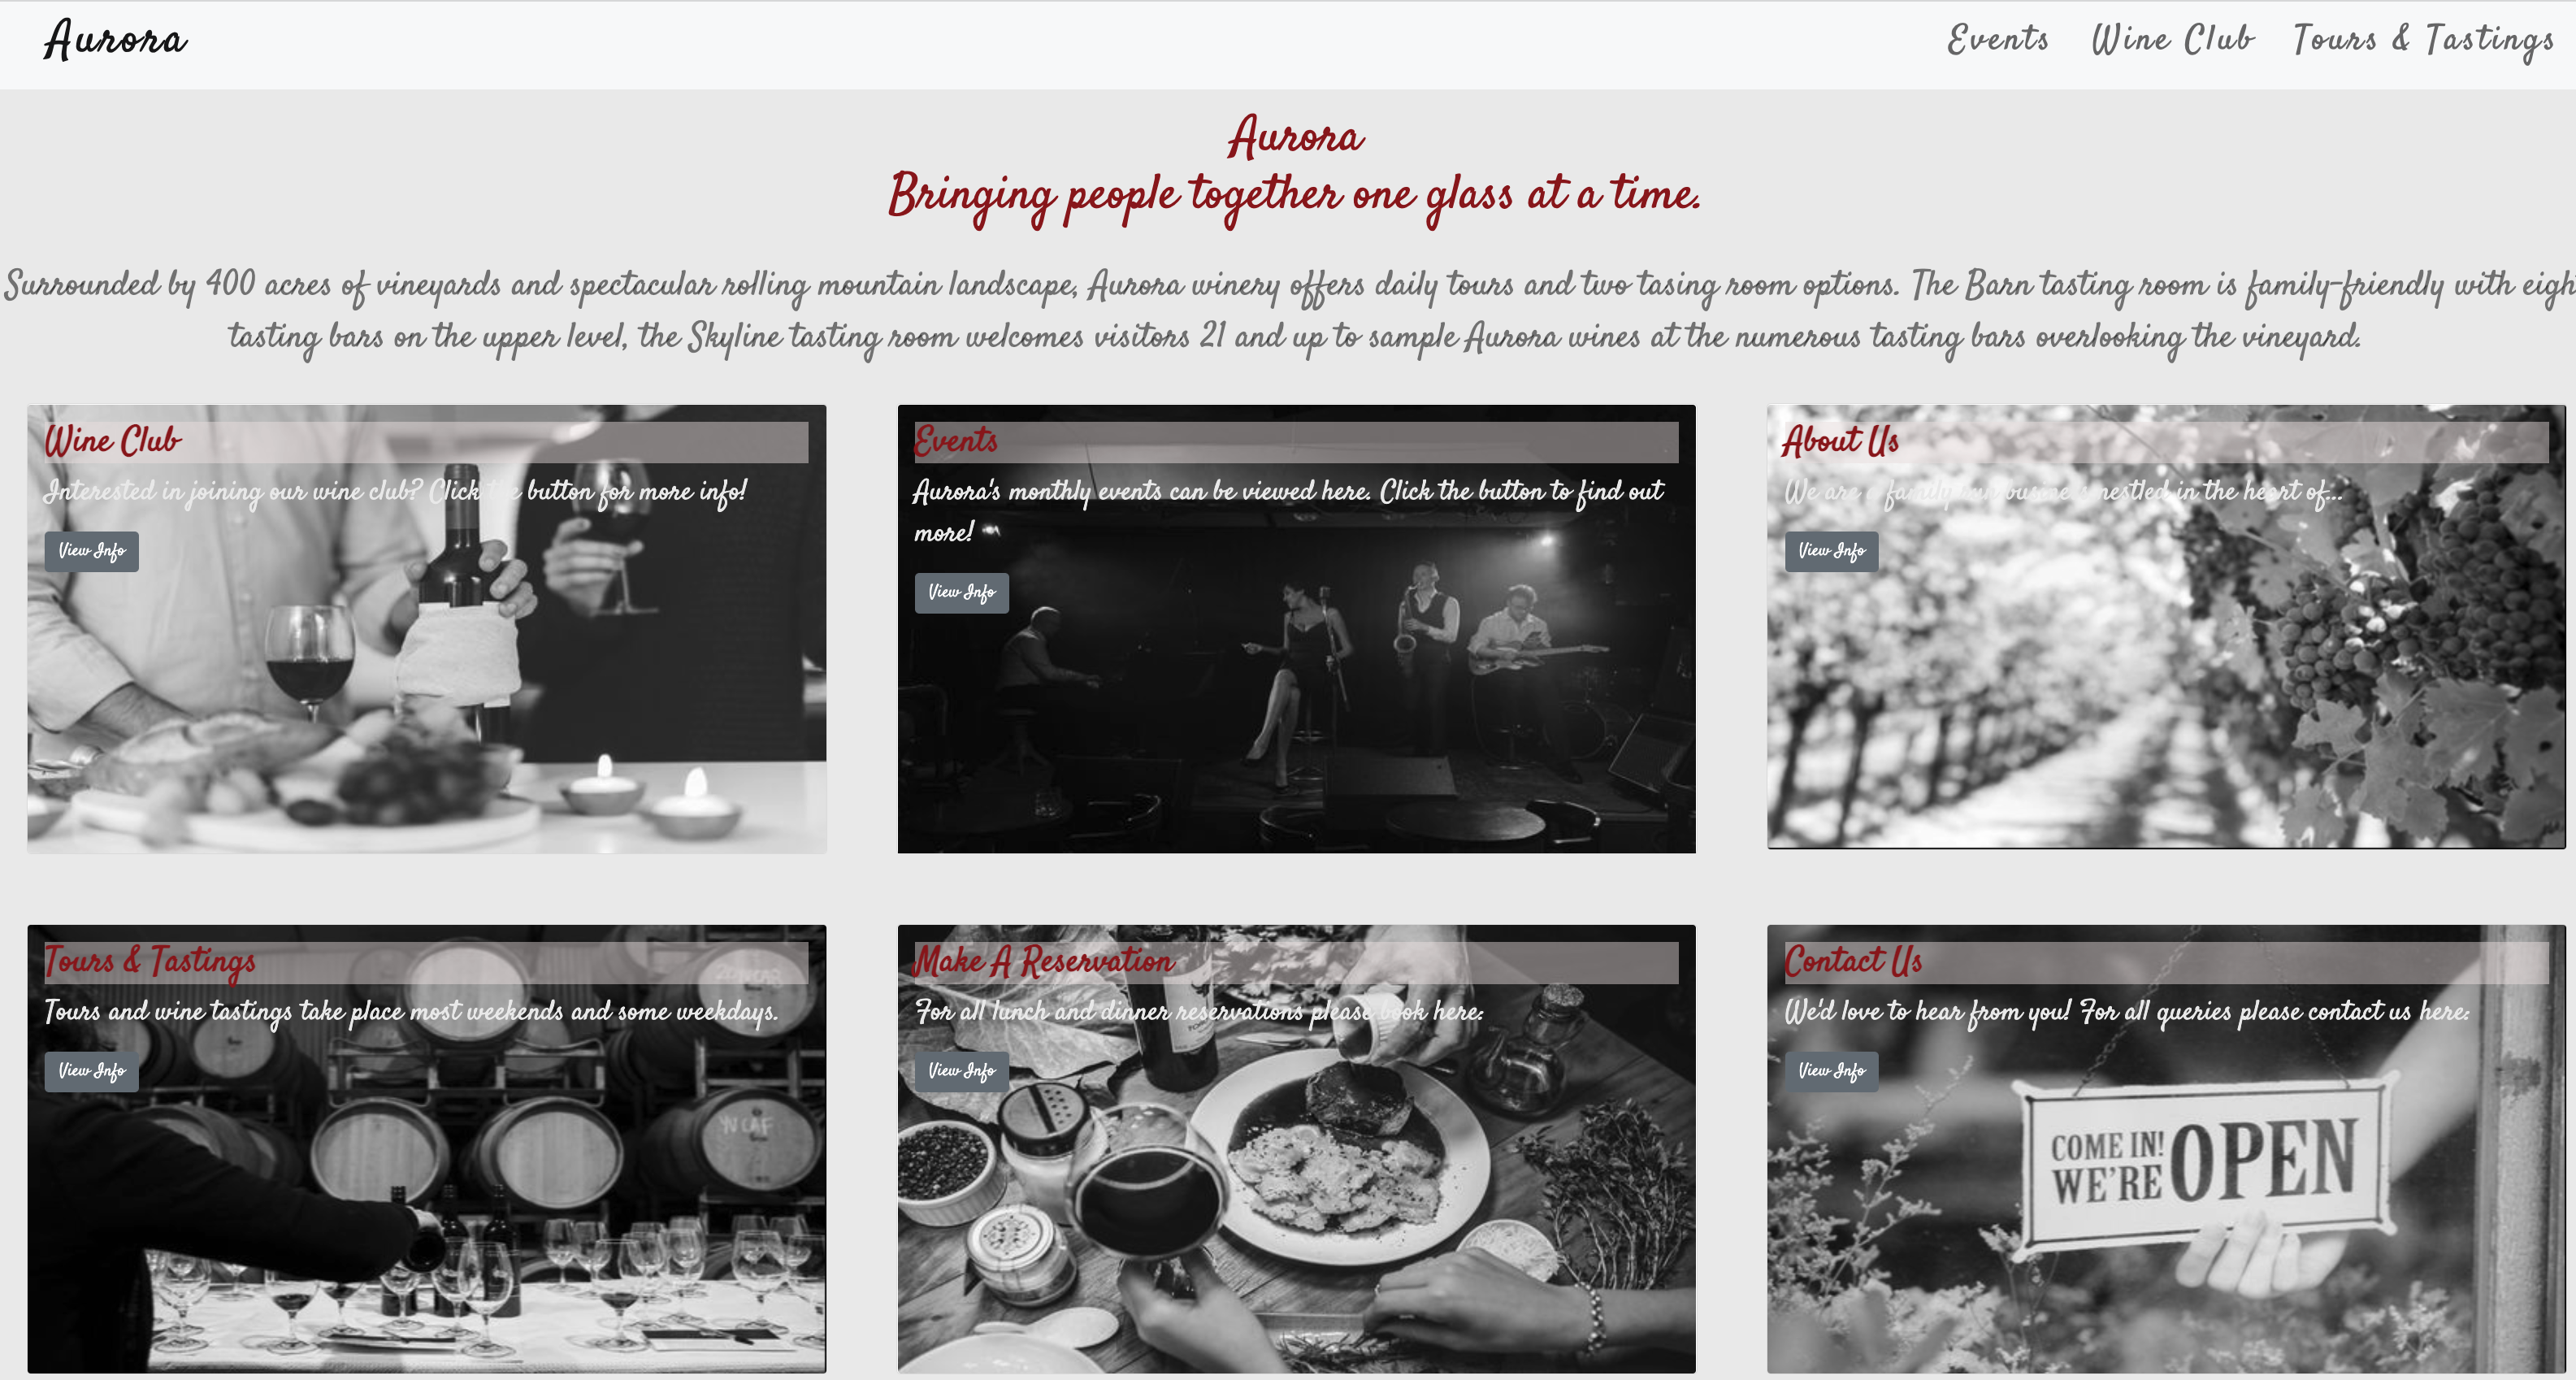 Aurora
Events Wine Club Tours & Tastings
Aurora
Bringing people together one glass at a time.
Surrounded by 400 acres of vineyards and spectacular rolling mountain landscape, Aurora winery offers daily tours and two tasing room options. The Barn tasting room is family-friendly with eigh
tasting bars on the upper level, the Skyline tasting room welcomes visitors 21 and up to sample Aurora wines at the numerous tasting bars overlooking the vineyard.
Wine Club
Interested in joining our wine club? Click the button for more info!
View Info
Events
Aurora's monthly events can be viewed here. Click the button to find out
more!
View Info
About Us
We are a family run nestled in the heart of...
View Info
Tours & Tastings
Tours and wine tastings take place most weekends and some weekdays.
View Info
Make A Reservation
For all lunch and dinner reservations please book here:
View Info
Contact Us
We'd love to hear from you! For all queries please contact us here:
View Info
COME IN!
WE'RE OPEN